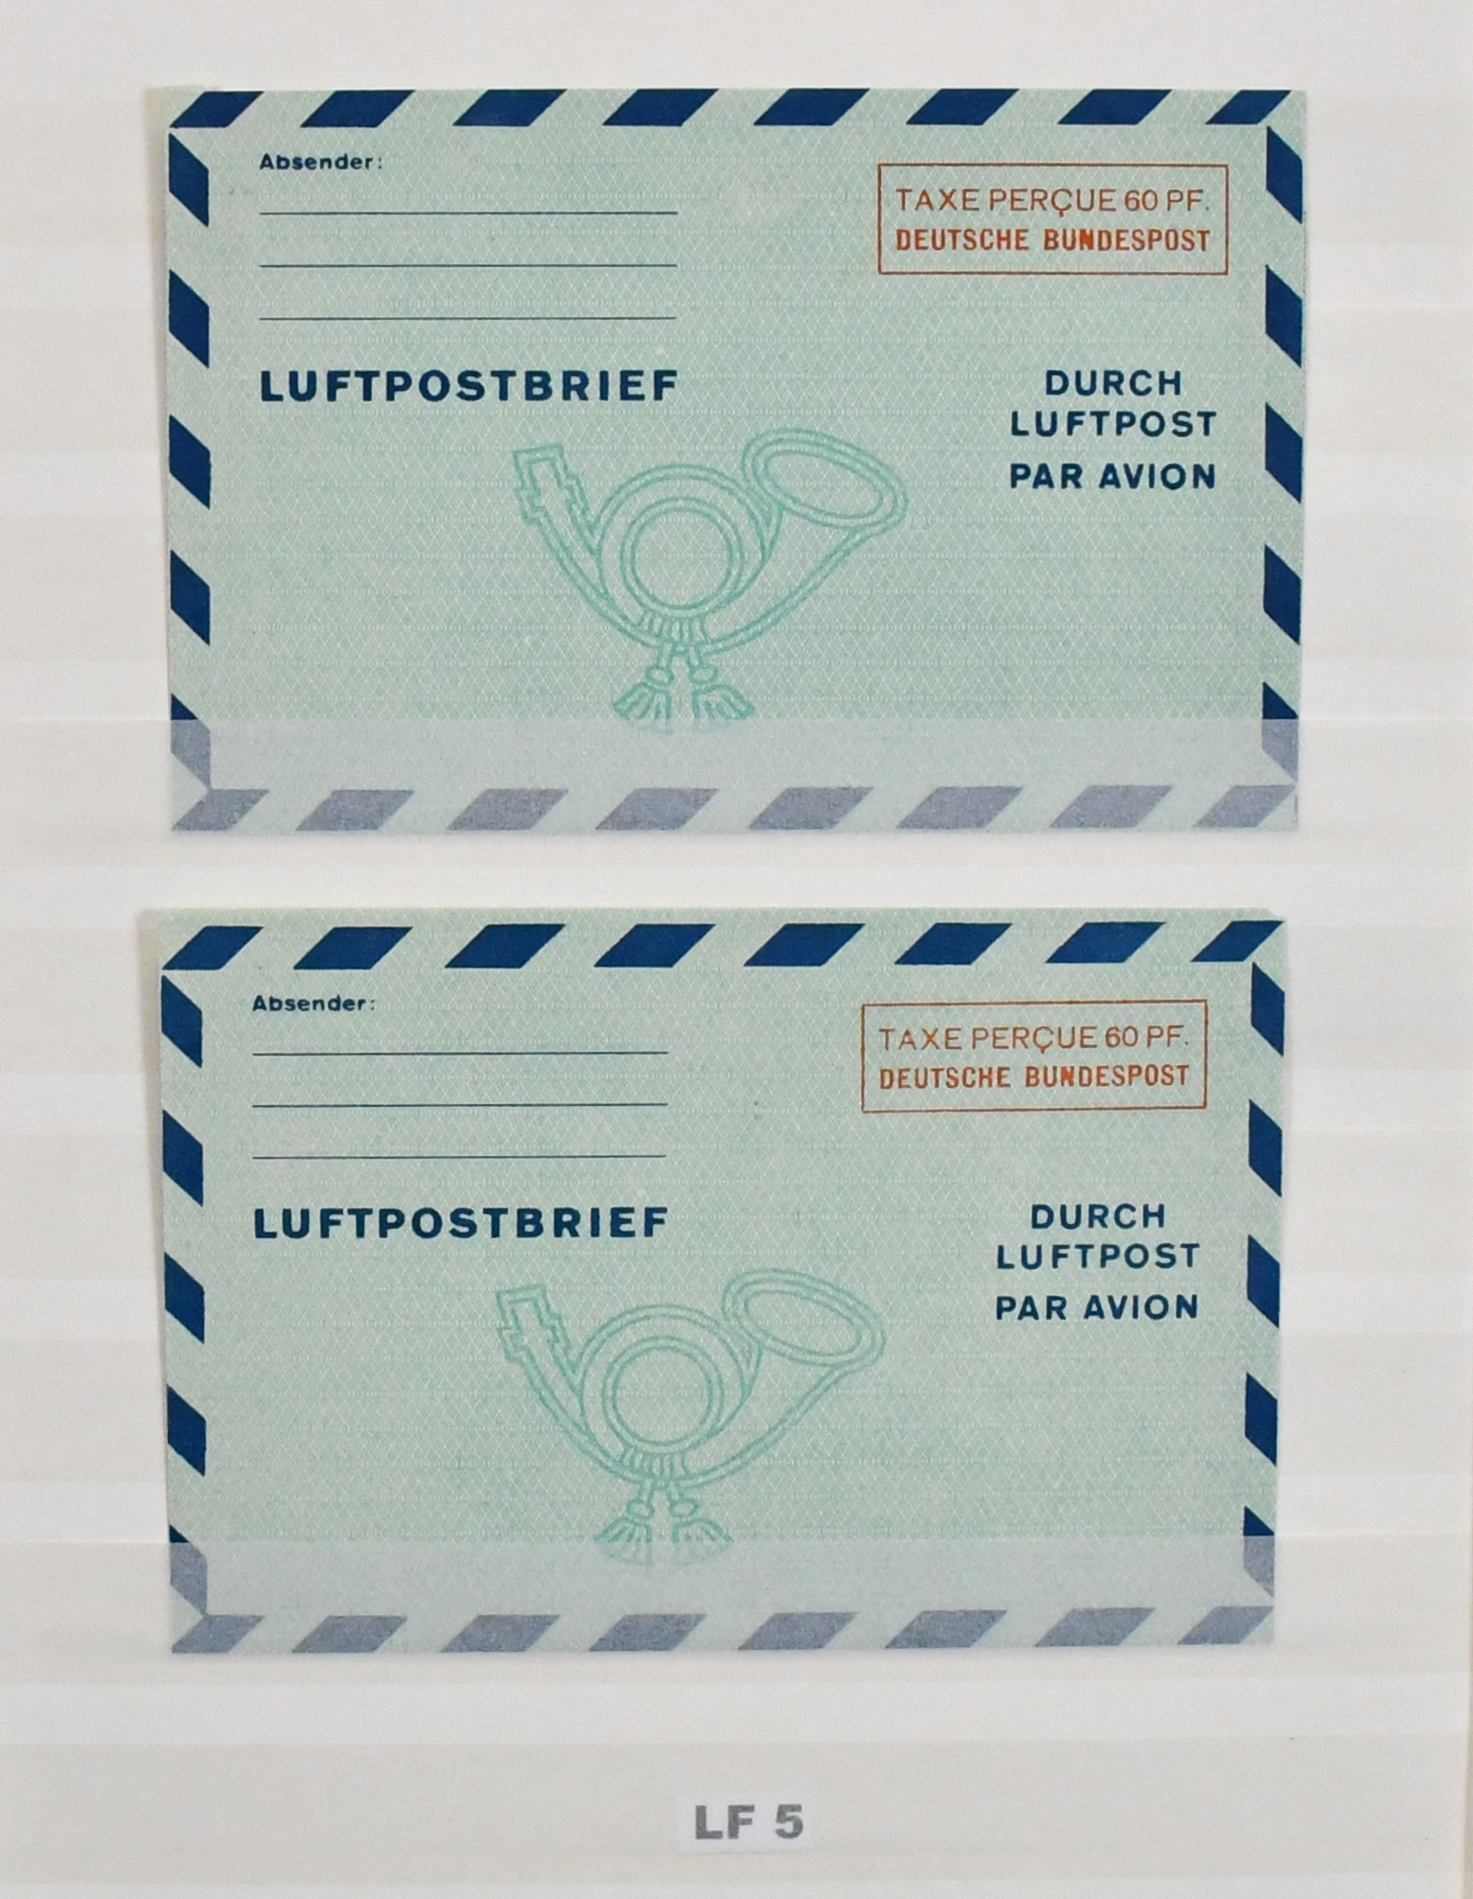 Absender:
TAXE PERÇUE 60 PF.
DEUTSCHE BUNDESPOST
LUFTPOSTBRIEF
DURCH
LUFTPOST
PAR AVION
Absender:
TAXE PERÇUE 60 PF.
DEUTSCHE BUNDESPOST
LUFTPOSTBRIEF
DURCH
LUFTPOST
PAR AVION
LF 5